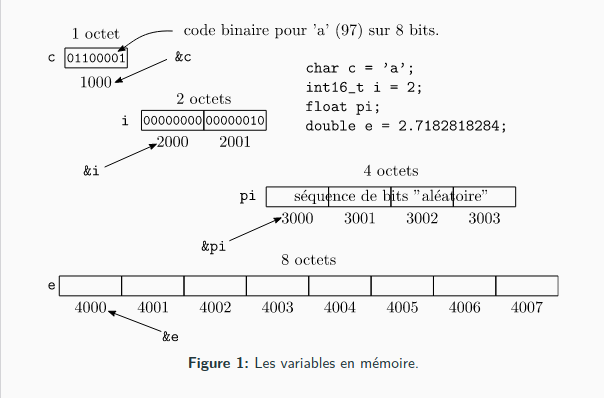 1 octet
code binaire pour 'a' (97) sur 8 bits.
c 01100001
&c
1000
char c = 'a';
int16_t i = 2;
float pi;
double e = 2.7182818284;
2 octets
i 00000000 00000010
2000 2001
&i
4 octets
pi séquence de bits "aléatoire"
3000 3001 3002 3003
&pi
8 octets
e
4000 4001 4002 4003 4004 4005 4006 4007
&e
Figure 1: Les variables en mémoire.